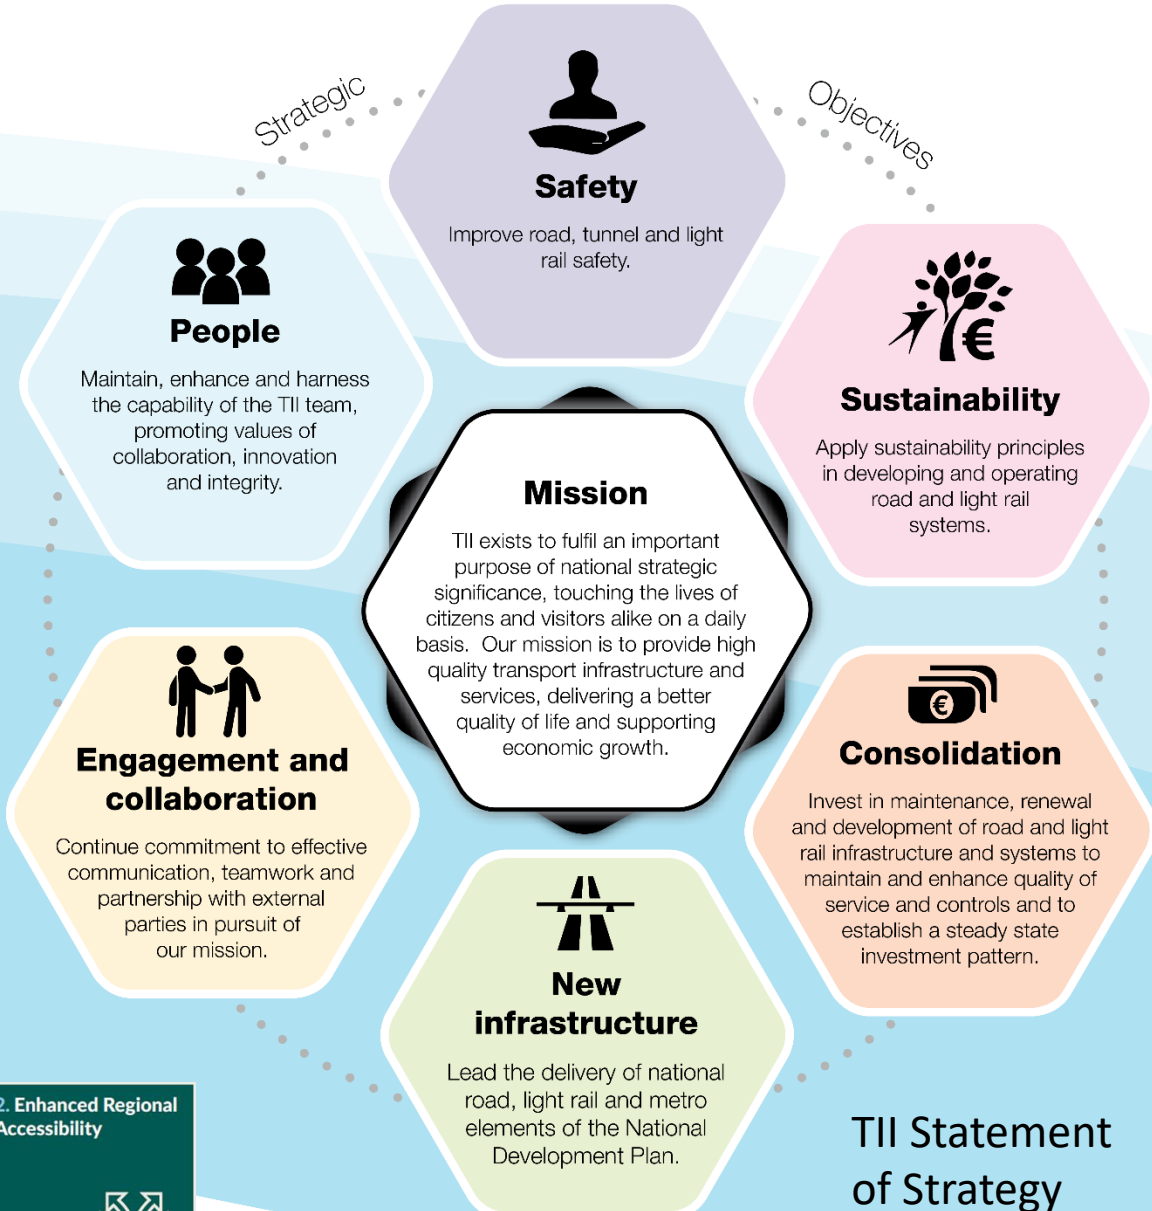 Strategic
Objectives
Safety
Improve road, tunnel and light
rail safety.
People
Maintain, enhance and harness
the capability of the TII team,
promoting values of
collaboration, innovation
and integrity.
Sustainability
Apply sustainability principles
in developing and operating
road and light rail
systems.
Mission
TII exists to fulfil an important
purpose of national strategic
significance, touching the lives of
citizens and visitors alike on a daily
basis.  Our mission is to provide high
quality transport infrastructure and
services, delivering a better
quality of life and supporting
economic growth.
Engagement and
collaboration
Continue commitment to effective
communication, teamwork and
partnership with external
parties in pursuit of
our mission.
€
Consolidation
Invest in maintenance, renewal
and development of road and light
rail infrastructure and systems to
maintain and enhance quality of
service and controls and to
establish a steady state
investment pattern.
New
infrastructure
Lead the delivery of national
road, light rail and metro
elements of the National
Development Plan.
2. Enhanced Regional
Accessibility
TII Statement
of Strategy